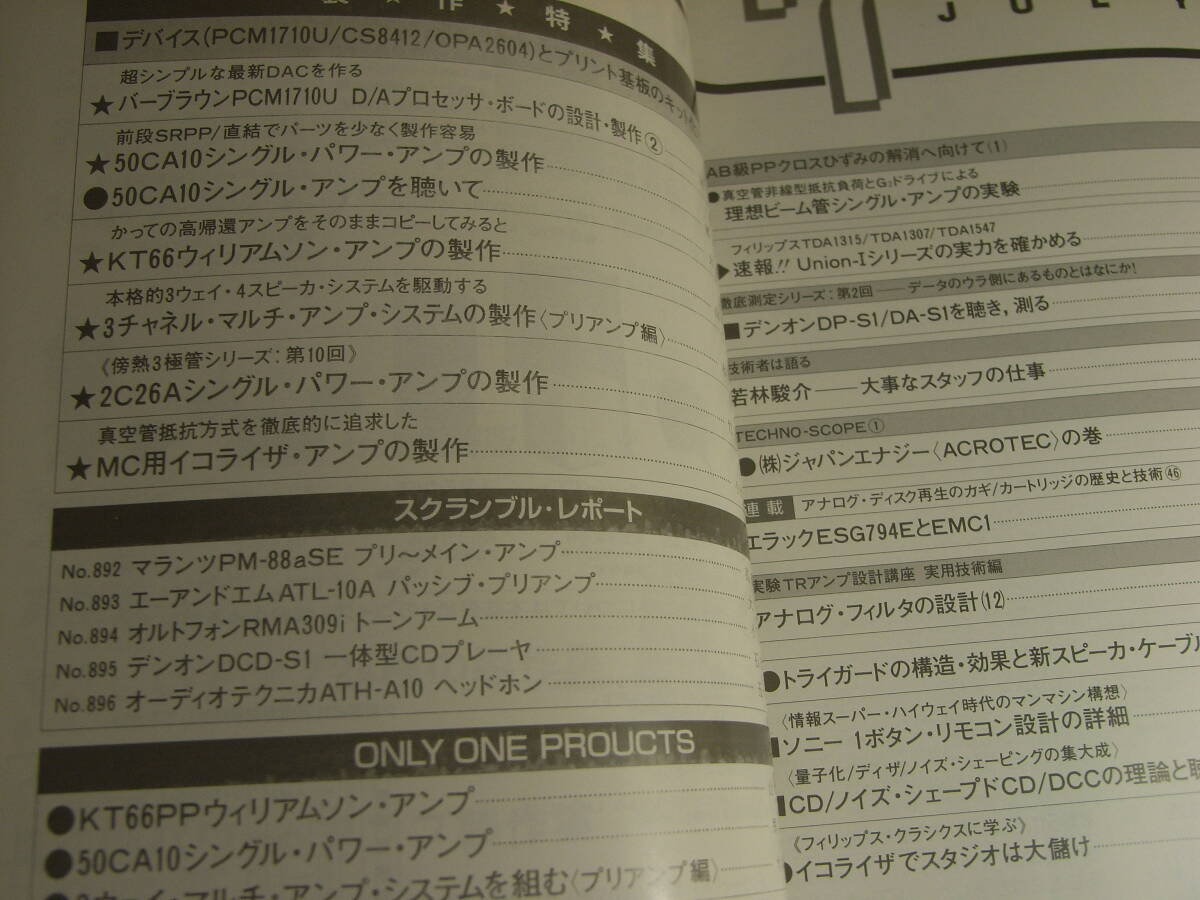 製★作★特★集
■デバイス(PCM1710U/CS8412/OPA2604)とプリント基板のキット
超シンプルな最新DACを作る
★バーブラウンPCM1710U D/Aプロセッサ・ボードの設計・製作②
前段SRPP/直結でパーツを少なく製作容易
★50CA10シングル・パワー・アンプの製作
●50CA10シングル・アンプを聴いて
かっての高帰還アンプをそのままコピーしてみると
★KT66ウィリアムソン・アンプの製作
本格的3ウェイ・4スピーカ・システムを駆動する
★3チャネル・マルチ・アンプ・システムの製作〈プリアンプ編〉
《傍熱3極管シリーズ:第10回》
★2C26Aシングル・パワー・アンプの製作
真空管抵抗方式を徹底的に追求した
★MC用イコライザ・アンプの製作
スクランブル・レポート
No.892 マランツPM-88aSE プリ〜メイン・アンプ
No.893 エーアンドエムATL-10A パッシブ・プリアンプ
No.894 オルトフォンRMA309i トーンアーム
No.895 デンオンDCD-S1 一体型CDプレーヤ
No.896 オーディオテクニカATH-A10 ヘッドホン
ONLY ONE PROUCTS
●KT66PPウィリアムソン・アンプ
●50CA10シングル・パワー・アンプ
●3ウェイ・マルチ・アンプ・システムを組む〈プリアンプ編〉
JULY
AB級PPクロスひずみの解消へ向けて(1)
●真空管非線型抵抗負荷とG₂ドライブによる
理想ビーム管シングル・アンプの実験
フィリップスTDA1315/TDA1307/TDA1547
▶速報!! Union-Iシリーズの実力を確かめる
徹底測定シリーズ:第2回――データのウラ側にあるものとはなにか!
■デンオンDP-S1/DA-S1を聴き,測る
技術者は語る
若林駿介――大事なスタッフの仕事
TECHNO-SCOPE①
●㈱ジャパンエナジー〈ACROTEC〉の巻
連載 アナログ・ディスク再生のカギ/カートリッジの歴史と技術㊻
エラックESG794EとEMC1
実験TRアンプ設計講座 実用技術編
アナログ・フィルタの設計(12)
●トライガードの構造・効果と新スピーカ・ケーブル
〈情報スーパー・ハイウェイ時代のマンマシン構想〉
■ソニー 1ボタン・リモコン設計の詳細
〈量子化/ディザ/ノイズ・シェーピングの集大成〉
■CD/ノイズ・シェープドCD/DCCの理論と聴
《フィリップス・クラシクスに学ぶ》
●イコライザでスタジオは大儲け